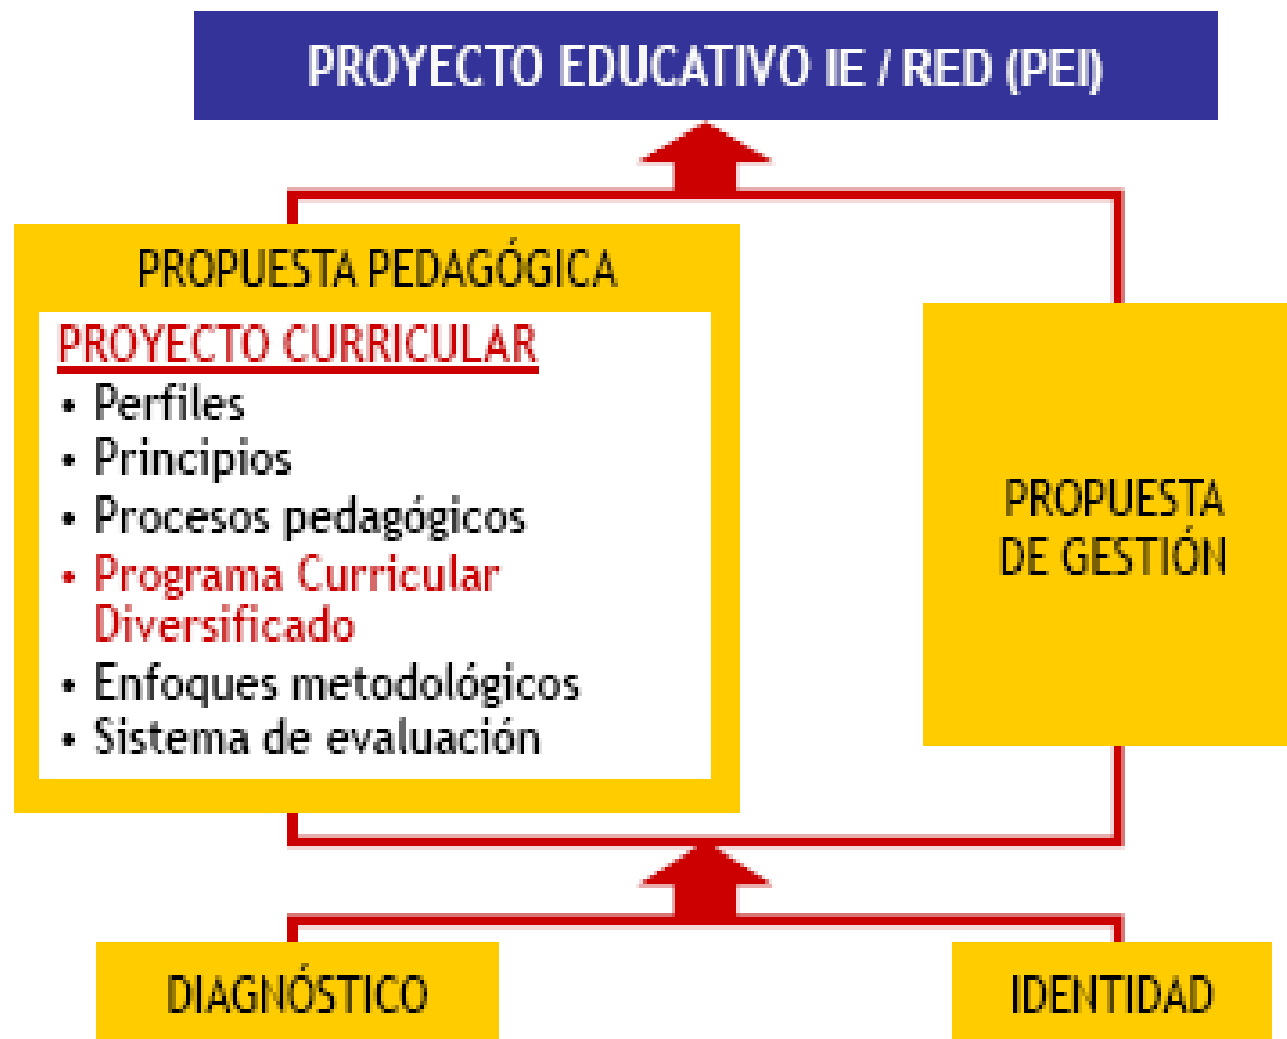 PROYECTO EDUCATIVO IE / RED (PEI)
PROPUESTA PEDAGÓGICA
PROYECTO CURRICULAR
• Perfiles
• Principios
• Procesos pedagógicos
• Programa Curricular
Diversificado
• Enfoques metodológicos
• Sistema de evaluación
PROPUESTA
DE GESTIÓN
DIAGNÓSTICO
IDENTIDAD